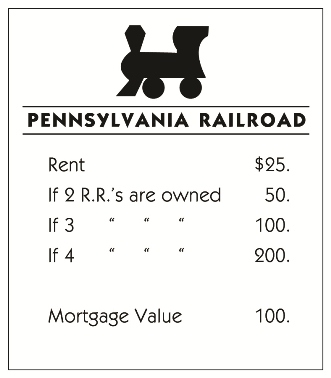 PENNSYLVANIA RAILROAD
Rent $25.
If 2 R.R.'s are owned 50.
If 3 “ “ “ 100.
If 4 “ “ “ 200.
Mortgage Value 100.